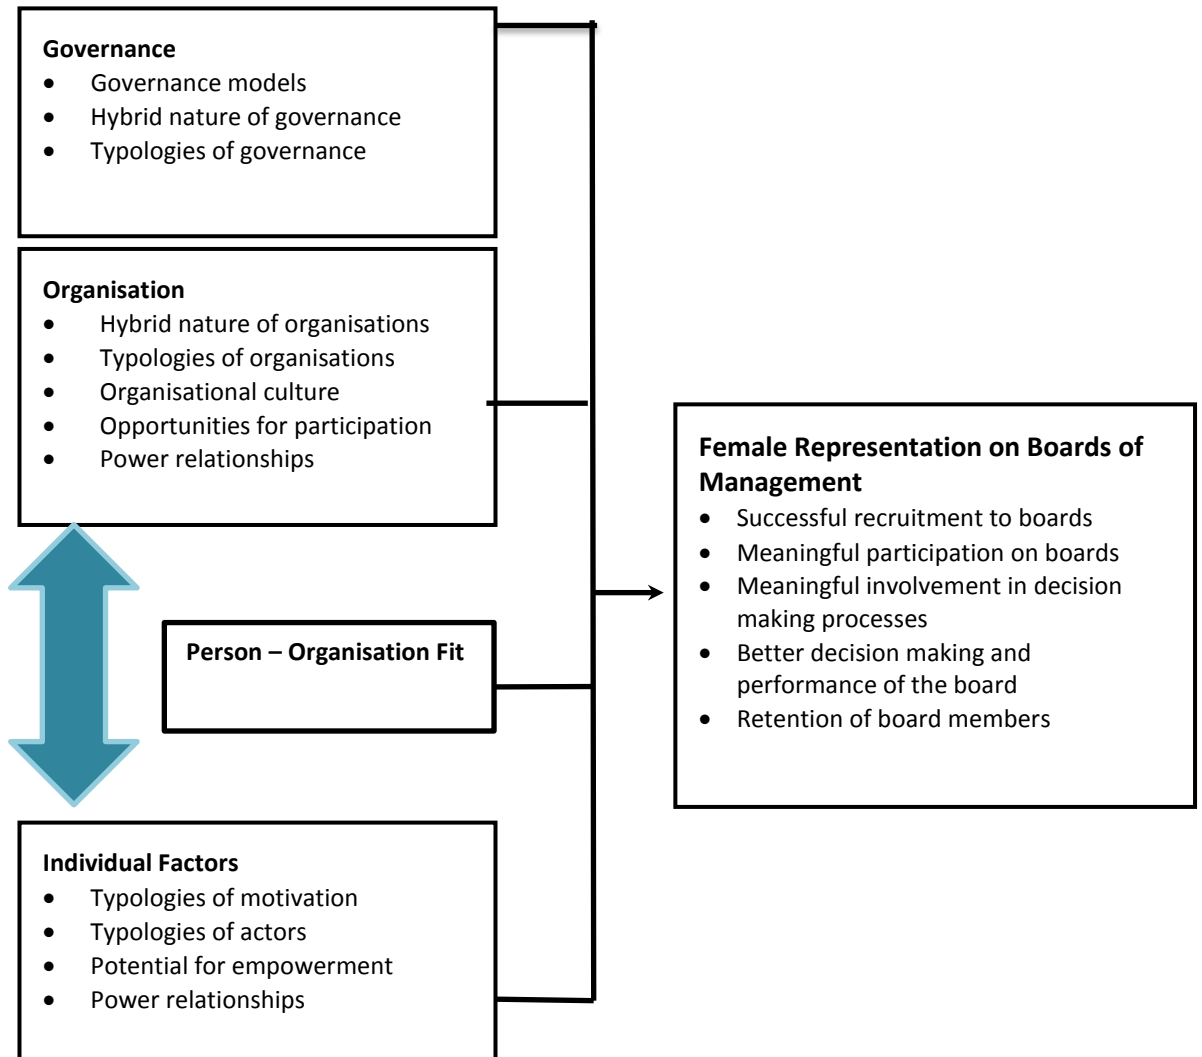 Governance
• Governance models
• Hybrid nature of governance
• Typologies of governance
Organisation
• Hybrid nature of organisations
• Typologies of organisations
• Organisational culture
• Opportunities for participation
• Power relationships
Person – Organisation Fit
Individual Factors
• Typologies of motivation
• Typologies of actors
• Potential for empowerment
• Power relationships
Female Representation on Boards of
Management
• Successful recruitment to boards
• Meaningful participation on boards
• Meaningful involvement in decision
making processes
• Better decision making and
performance of the board
• Retention of board members